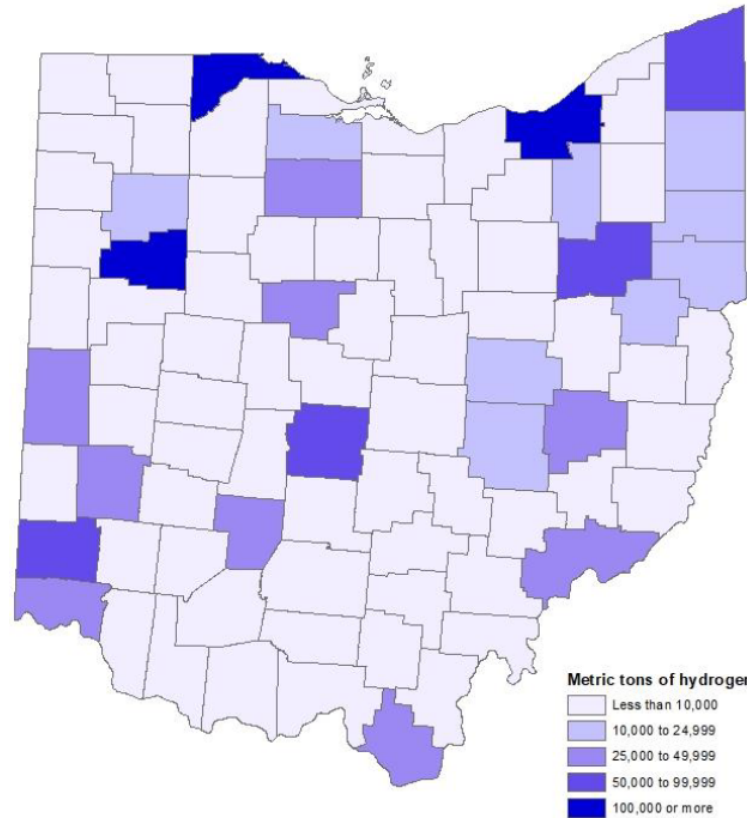 Metric tons of hydrogen
Less than 10,000
10,000 to 24,999
25,000 to 49,999
50,000 to 99,999
100,000 or more